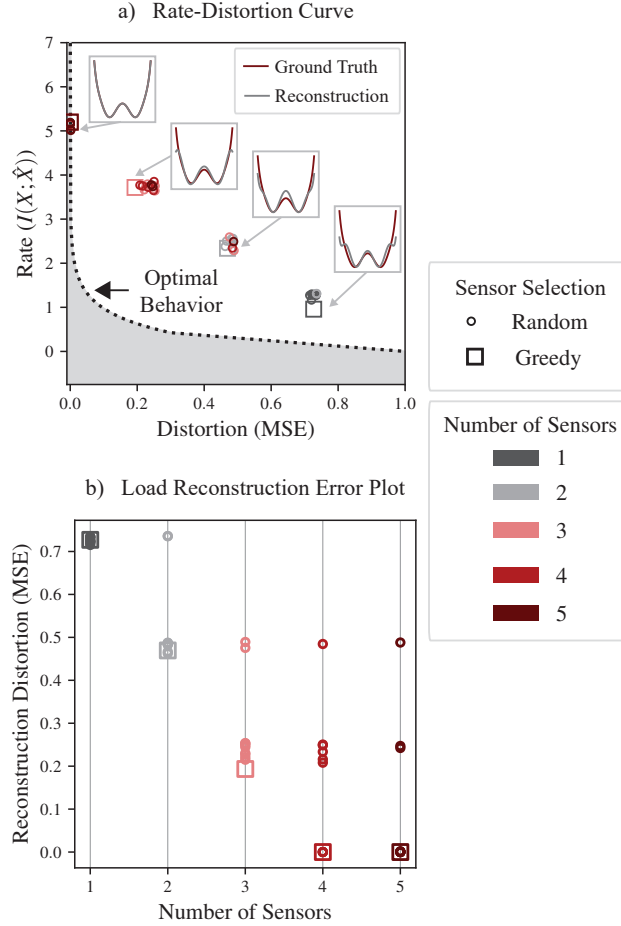 a) Rate-Distortion Curve
7
6
5
4
3
2
1
0
Rate (I(X;X̂))
Ground Truth
Reconstruction
Optimal
Behavior
0.0 0.2 0.4 0.6 0.8 1.0
Distortion (MSE)
Sensor Selection
Random
Greedy
Number of Sensors
1
2
3
4
5
b) Load Reconstruction Error Plot
0.7
0.6
0.5
0.4
0.3
0.2
0.1
0.0
Reconstruction Distortion (MSE)
1 2 3 4 5
Number of Sensors